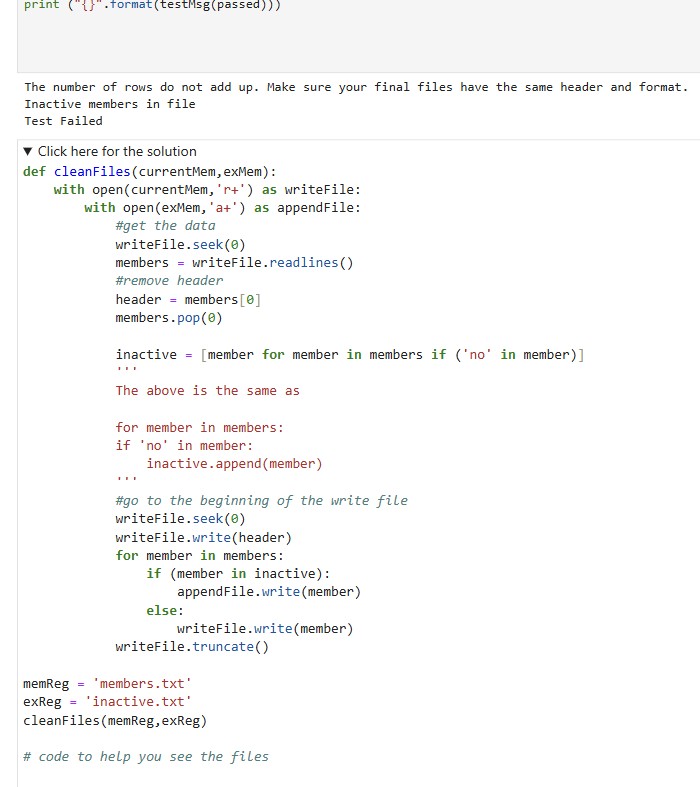 print ("{}".format(testMsg(passed)))
The number of rows do not add up. Make sure your final files have the same header and format.
Inactive members in file
Test Failed
▼ Click here for the solution
def cleanFiles(currentMem,exMem):
    with open(currentMem,'r+') as writeFile:
        with open(exMem,'a+') as appendFile:
            #get the data
            writeFile.seek(0)
            members = writeFile.readlines()
            #remove header
            header = members[0]
            members.pop(0)
            inactive = [member for member in members if ('no' in member)]
            '''
            The above is the same as
            for member in members:
            if 'no' in member:
                inactive.append(member)
            '''
            #go to the beginning of the write file
            writeFile.seek(0)
            writeFile.write(header)
            for member in members:
                if (member in inactive):
                    appendFile.write(member)
                else:
                    writeFile.write(member)
            writeFile.truncate()
memReg = 'members.txt'
exReg = 'inactive.txt'
cleanFiles(memReg,exReg)
# code to help you see the files